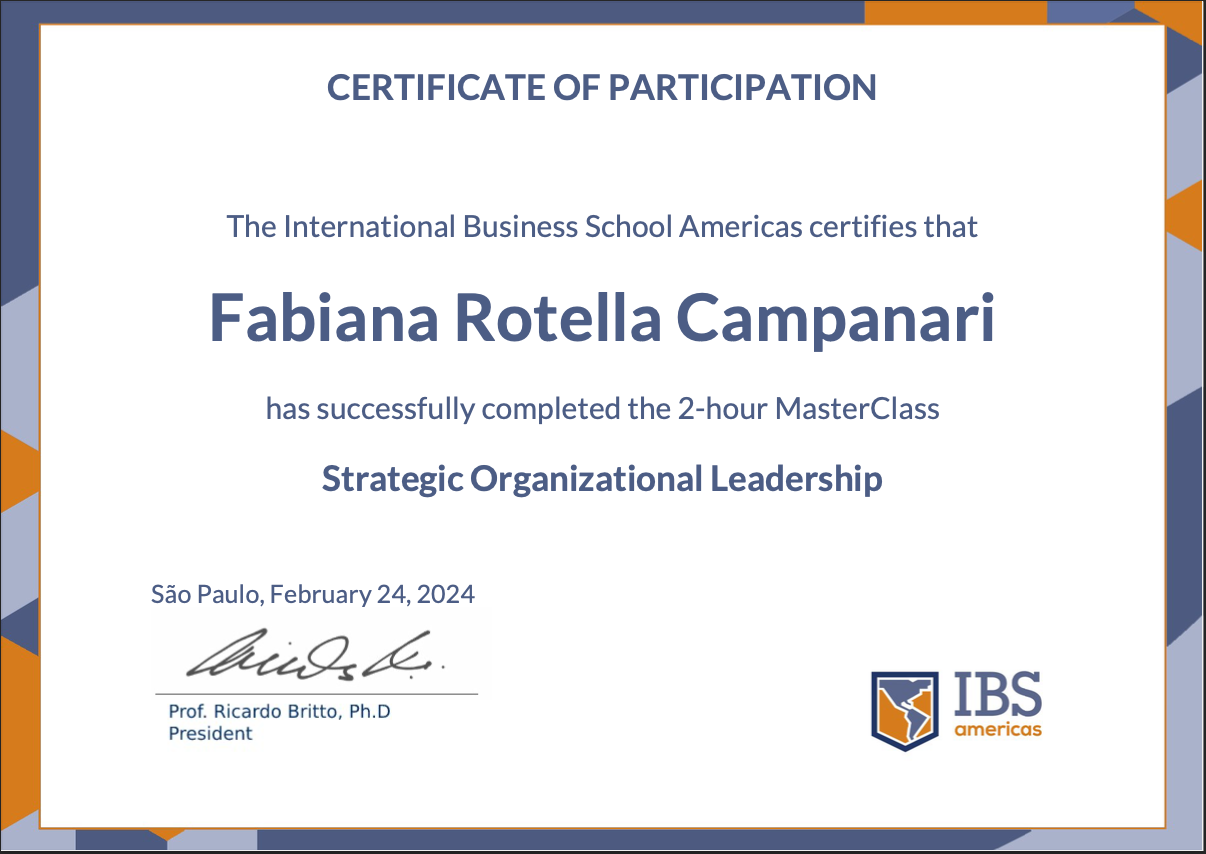 CERTIFICATE OF PARTICIPATION
The International Business School Americas certifies that
Fabiana Rotella Campanari
has successfully completed the 2-hour MasterClass
Strategic Organizational Leadership
São Paulo, February 24, 2024
Prof. Ricardo Britto, Ph.D
President
IBS
americas